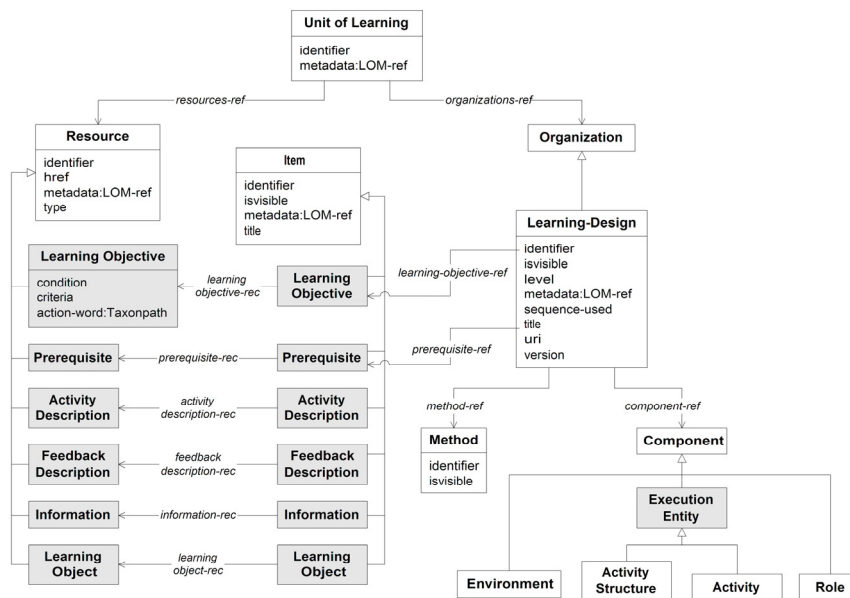 Unit of Learning
identifier
metadata:LOM-ref
resources-ref
organizations-ref
Resource
identifier
href
metadata:LOM-ref
type
Item
identifier
isvisible
metadata:LOM-ref
title
Organization
Learning-Design
identifier
isvisible
level
metadata:LOM-ref
sequence-used
title
uri
version
Learning Objective
condition
criteria
action-word:Taxonpath
learning
objective-rec
Learning
Objective
learning-objective-ref
Prerequisite
prerequisite-rec
Prerequisite
prerequisite-ref
Activity
Description
activity
description-rec
Activity
Description
method-ref
component-ref
Feedback
Description
feedback
description-rec
Feedback
Description
Method
identifier
isvisible
Component
Information
information-rec
Information
Execution
Entity
Learning
Object
learning
object-rec
Learning
Object
Environment
Activity
Structure
Activity
Role